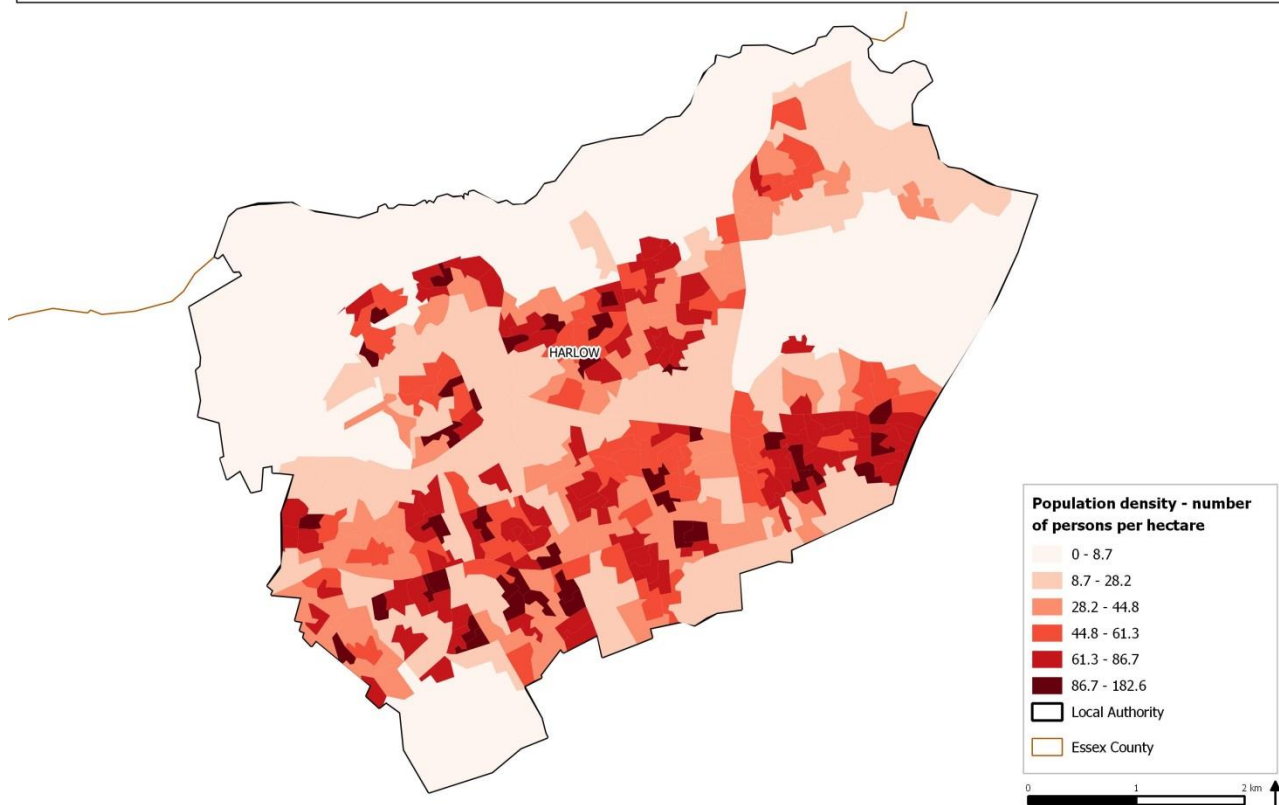 HARLOW
Population density - number
of persons per hectare
0 - 8.7
8.7 - 28.2
28.2 - 44.8
44.8 - 61.3
61.3 - 86.7
86.7 - 182.6
Local Authority
Essex County
0 1 2 km